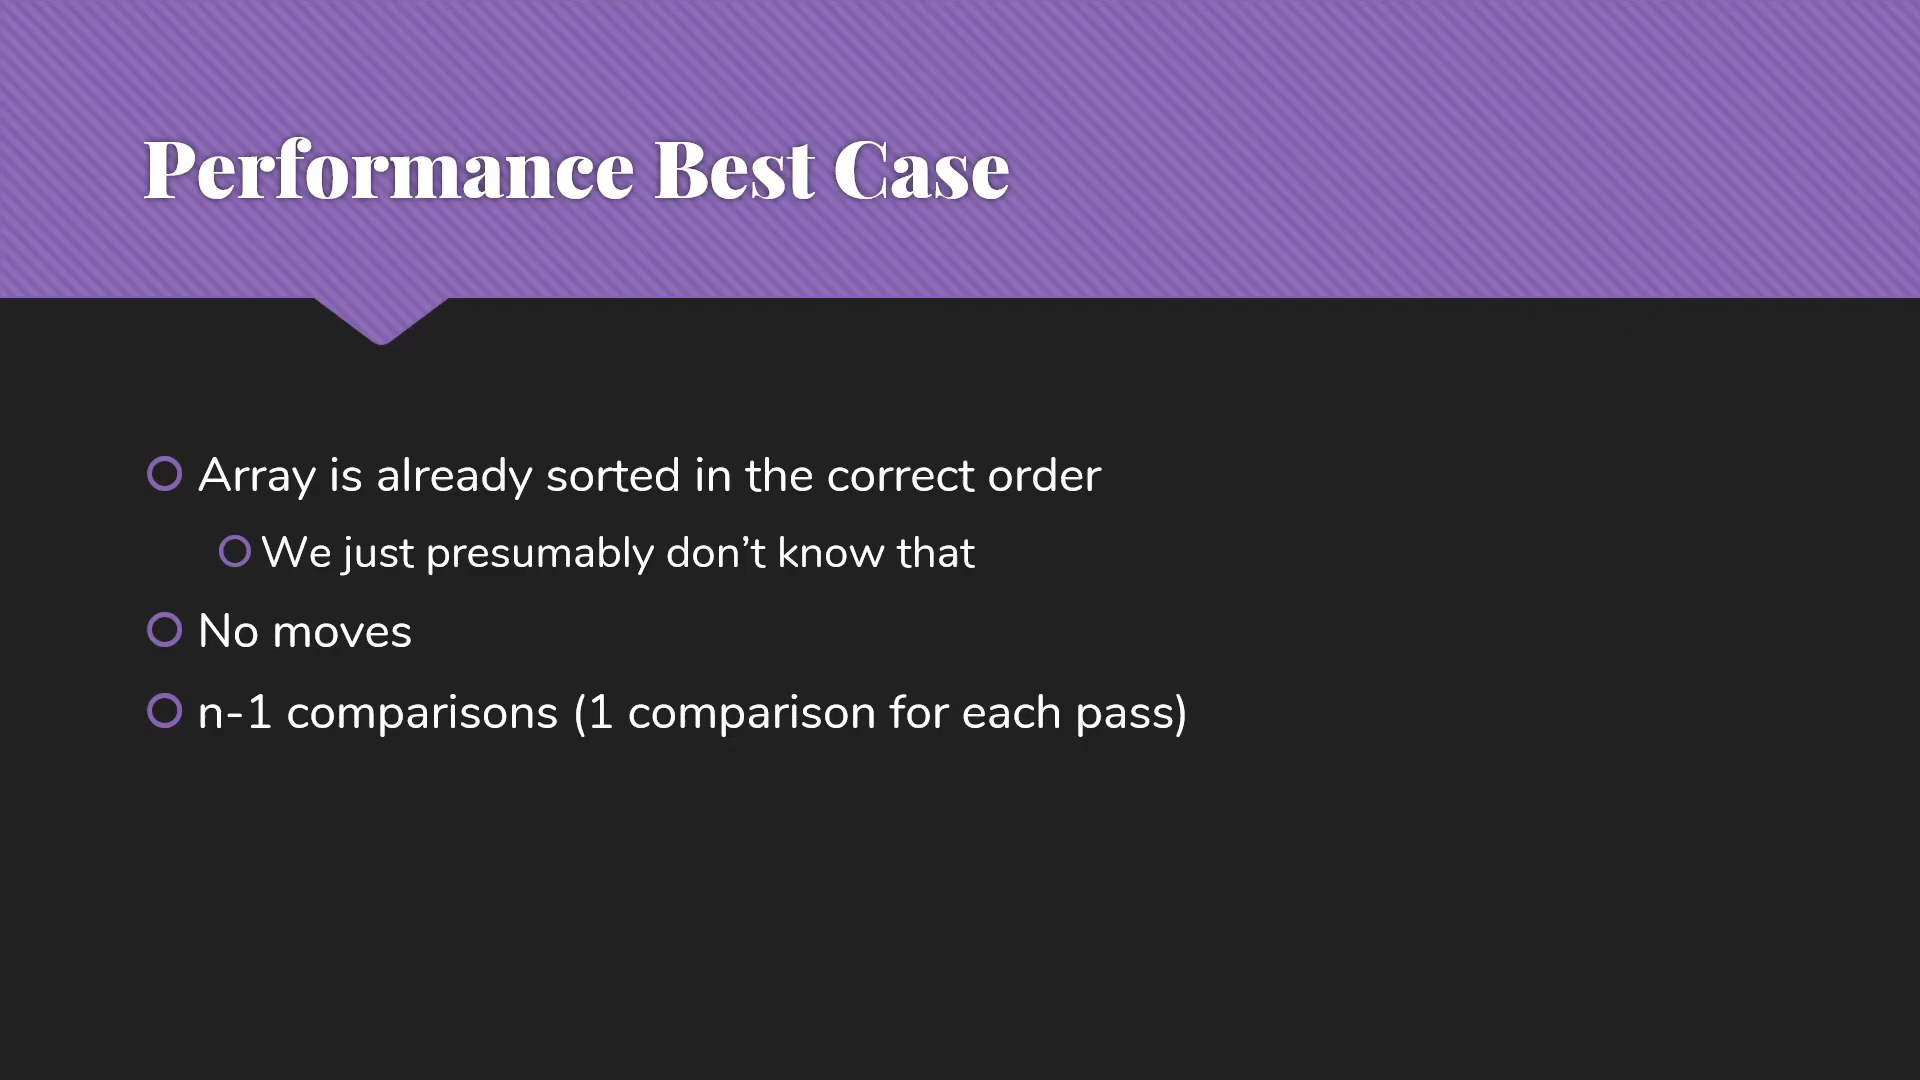 Performance Best Case
Array is already sorted in the correct order
We just presumably don’t know that
No moves
n-1 comparisons (1 comparison for each pass)